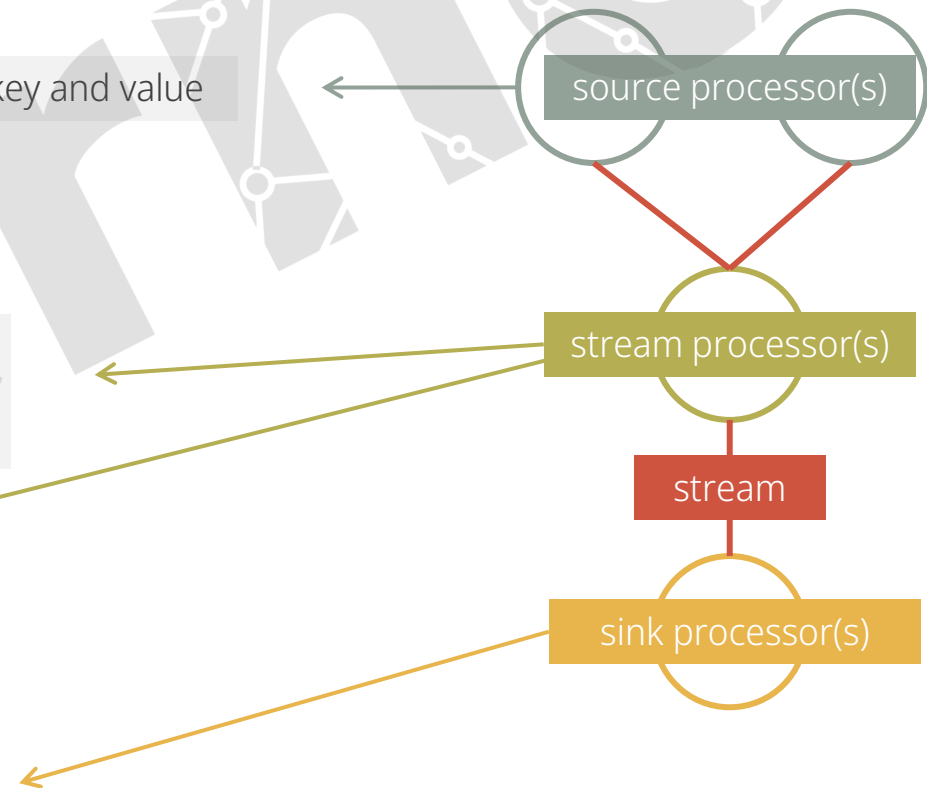 key and value
source processor(s)
stream processor(s)
stream
sink processor(s)